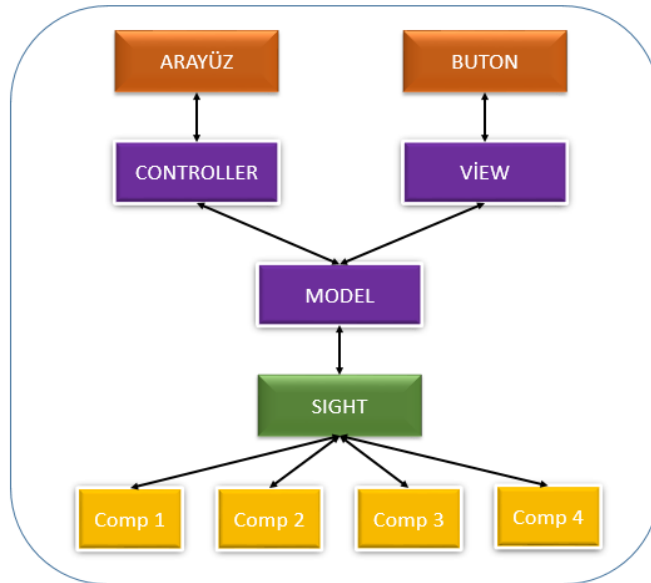 ARAYÜZ
BUTON
CONTROLLER
VİEW
MODEL
SIGHT
Comp 1
Comp 2
Comp 3
Comp 4